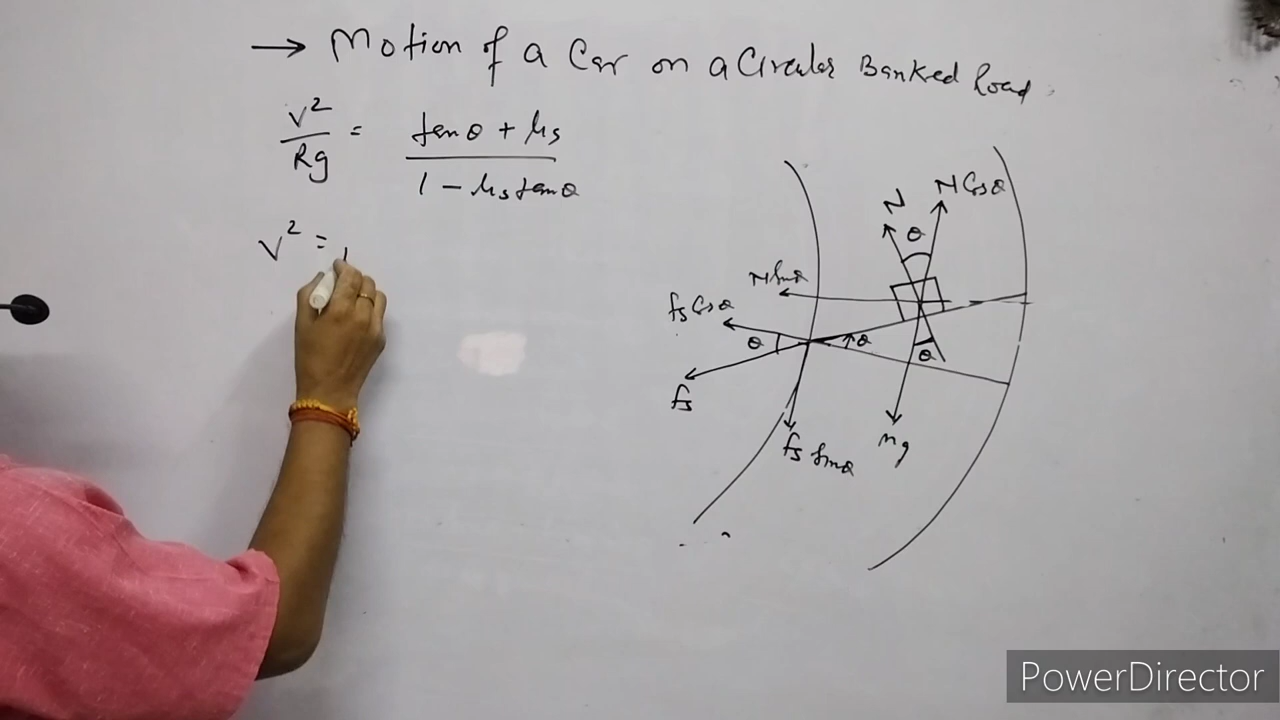 → Motion of a Car on a Circular Banked Road
v²/Rg = tanθ + μs / 1 - μs tanθ
v² =
N
N Cosθ
θ
N Sinθ
fs Cosθ
θ
θ
θ
fs
mg
fs Sinθ
PowerDirector